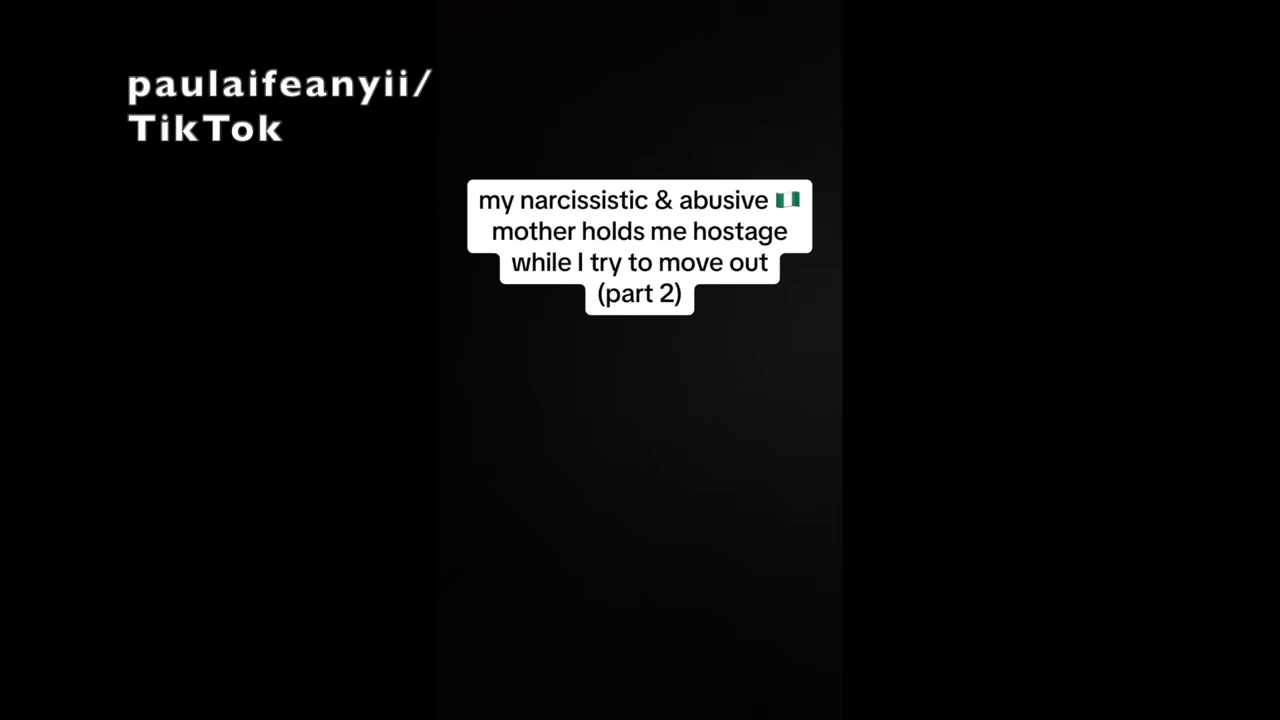 paulaifeanyii/
TikTok
my narcissistic & abusive 🇳🇬
mother holds me hostage
while I try to move out
(part 2)